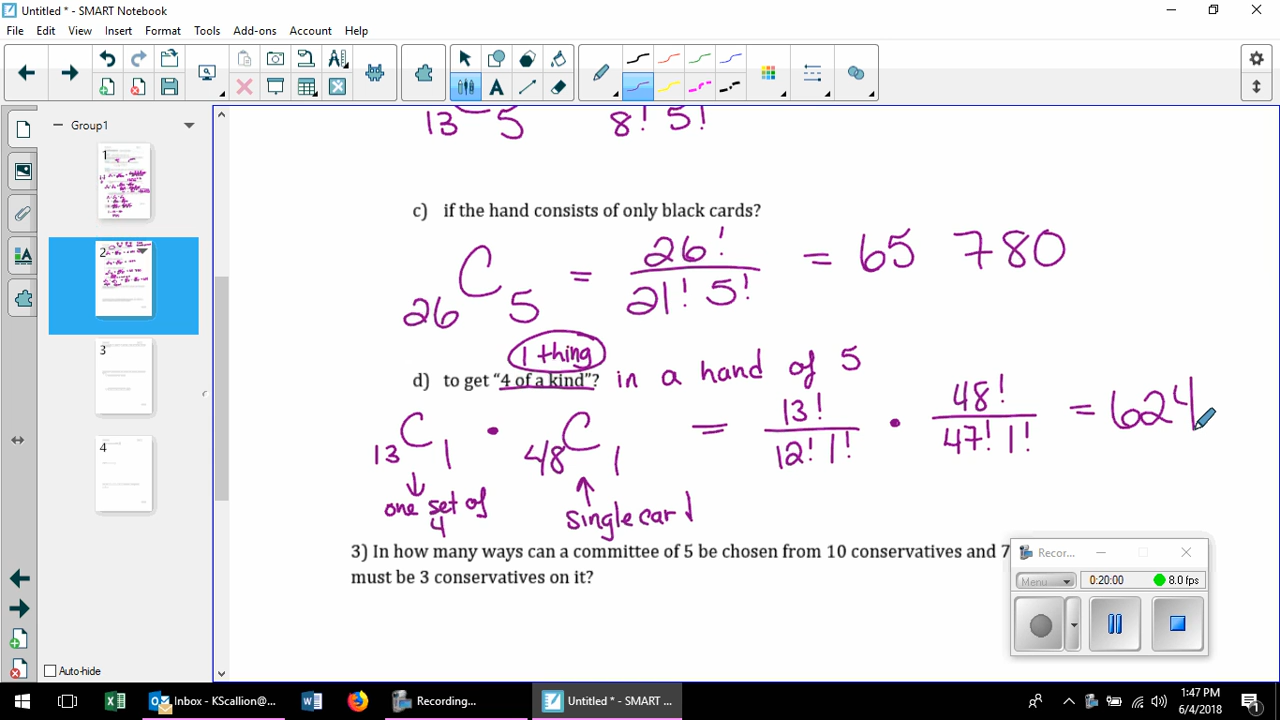 Untitled * - SMART Notebook
File Edit View Insert Format Tools Add-ons Account Help
Group1
1
2
3
4
13 C 5 8! 5!
c) if the hand consists of only black cards?
26 C 5 = 26! / 21! 5! = 65 780
1 thing
d) to get "4 of a kind"? in a hand of 5
13 C 1 • 48 C 1 = 13! / 12! 1! • 48! / 47! 1! = 624
one set of 4
single card
3) In how many ways can a committee of 5 be chosen from 10 conservatives and 7
must be 3 conservatives on it?
Recor...
Menu 0:20:00 8.0 fps
Auto-hide
Inbox - KScallion@...
Recording...
Untitled * - SMART ...
1:47 PM
6/4/2018
1